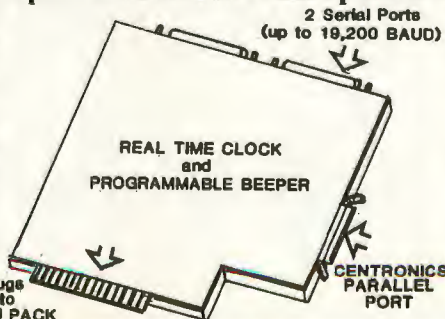 2 Serial Ports
(up to 19,200 BAUD)
REAL TIME CLOCK
and
PROGRAMMABLE BEEPER
CENTRONICS
PARALLEL
PORT
to
PACK